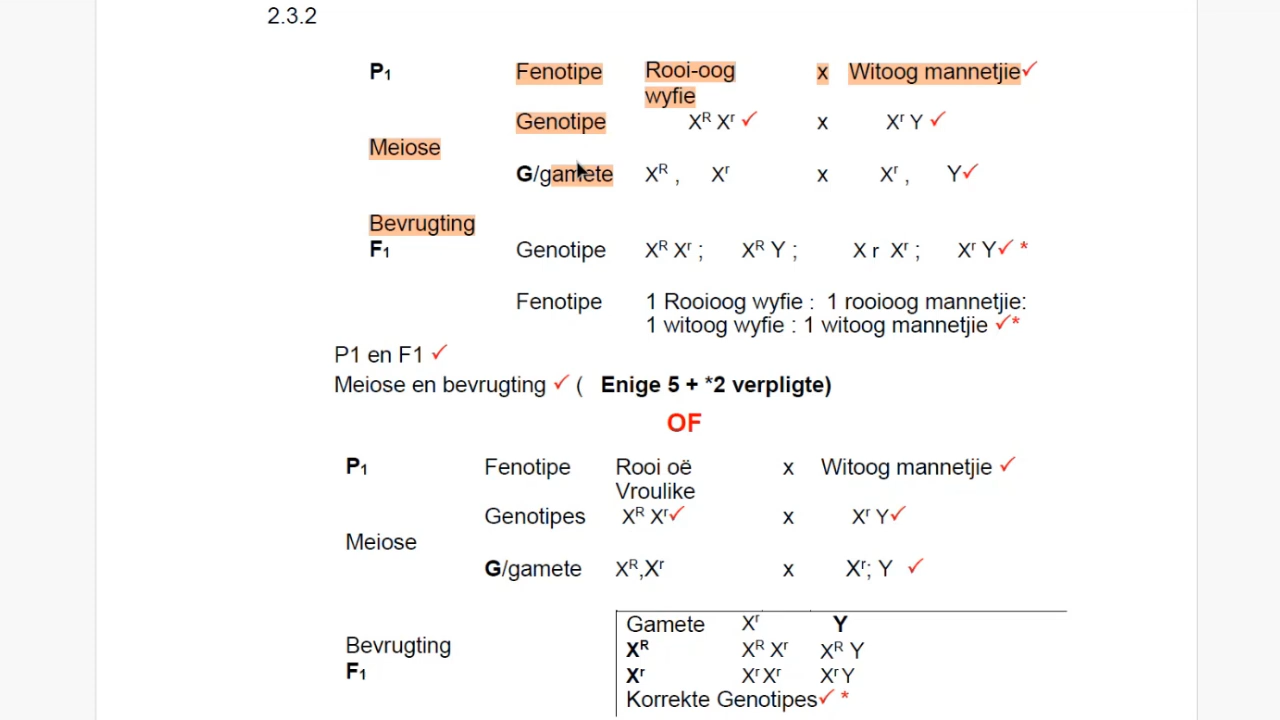 2.3.2
P₁ Fenotipe Rooi-oog wyfie x Witoog mannetjie✓
Genotipe Xᴿ Xʳ ✓ x Xʳ Y ✓
Meiose
G/gamete Xᴿ , Xʳ x Xʳ , Y✓
Bevrugting
F₁ Genotipe Xᴿ Xʳ ; Xᴿ Y ; X r Xʳ ; Xʳ Y✓ *
Fenotipe 1 Rooioog wyfie : 1 rooioog mannetjie:
1 witoog wyfie : 1 witoog mannetjie ✓*
P1 en F1 ✓
Meiose en bevrugting ✓ ( Enige 5 + *2 verpligte)
OF
P₁ Fenotipe Rooi oë Vroulike x Witoog mannetjie ✓
Genotipes Xᴿ Xʳ✓ x Xʳ Y✓
Meiose
G/gamete Xᴿ,Xʳ x Xʳ; Y ✓
Bevrugting
F₁
Gamete Xʳ Y
Xᴿ Xᴿ Xʳ Xᴿ Y
Xʳ Xʳ Xʳ Xʳ Y
Korrekte Genotipes✓ *